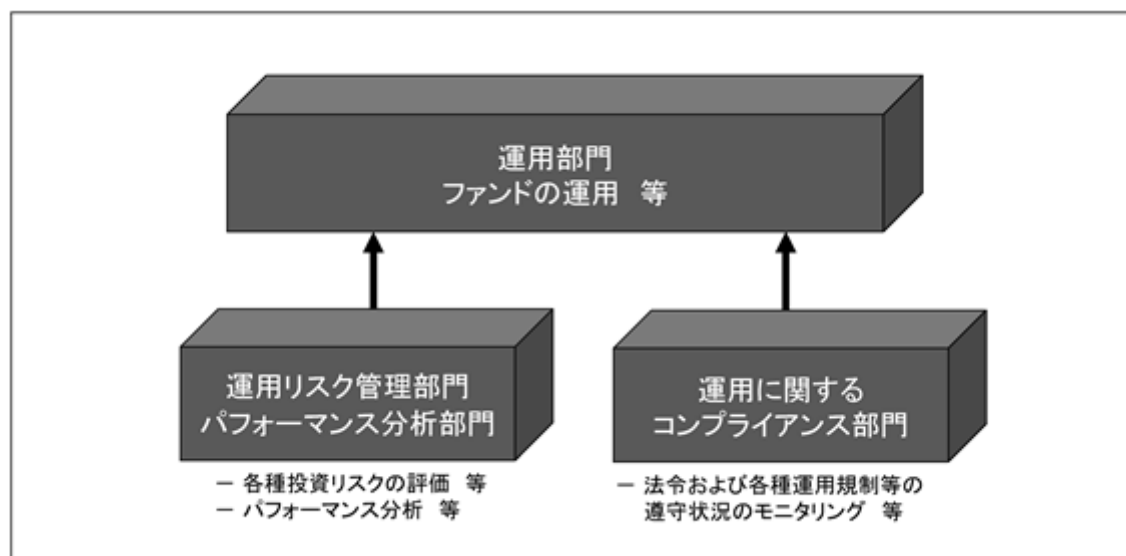 運用部門
ファンドの運用　等
運用リスク管理部門
パフォーマンス分析部門
運用に関する
コンプライアンス部門
－ 各種投資リスクの評価　等
－ パフォーマンス分析　等
－ 法令および各種運用規制等の
遵守状況のモニタリング　等